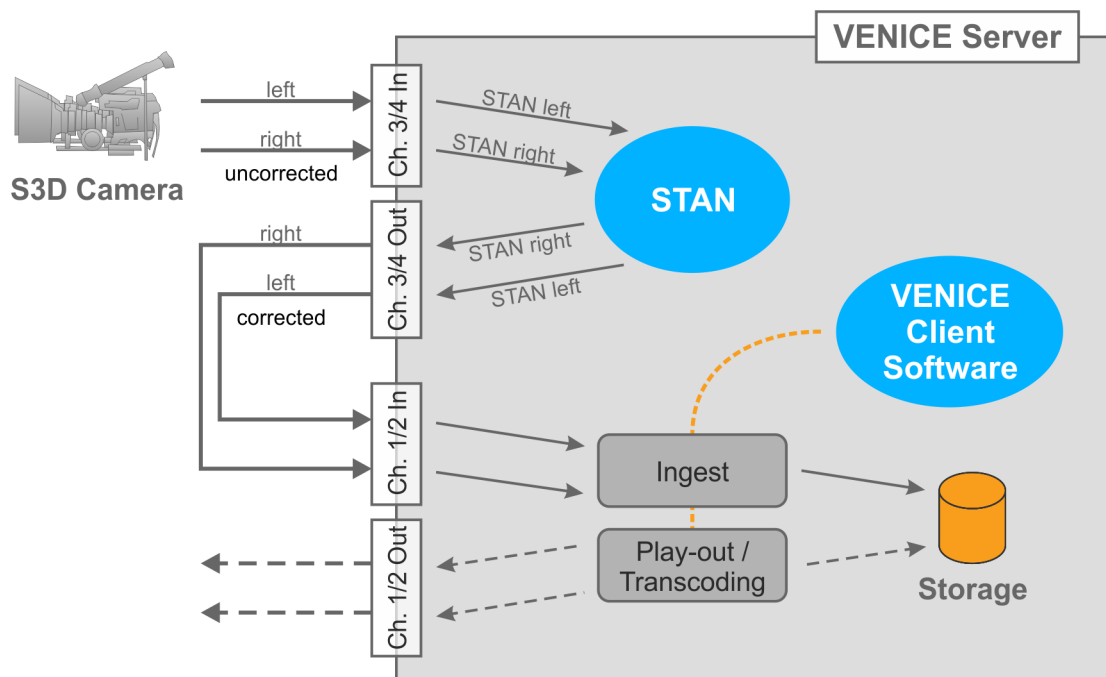 VENICE Server
S3D Camera
left
right
uncorrected
Ch. 3/4 In
STAN left
STAN right
STAN
right
left
corrected
Ch. 3/4 Out
STAN right
STAN left
VENICE
Client
Software
Ch. 1/2 In
Ingest
Ch. 1/2 Out
Play-out /
Transcoding
Storage